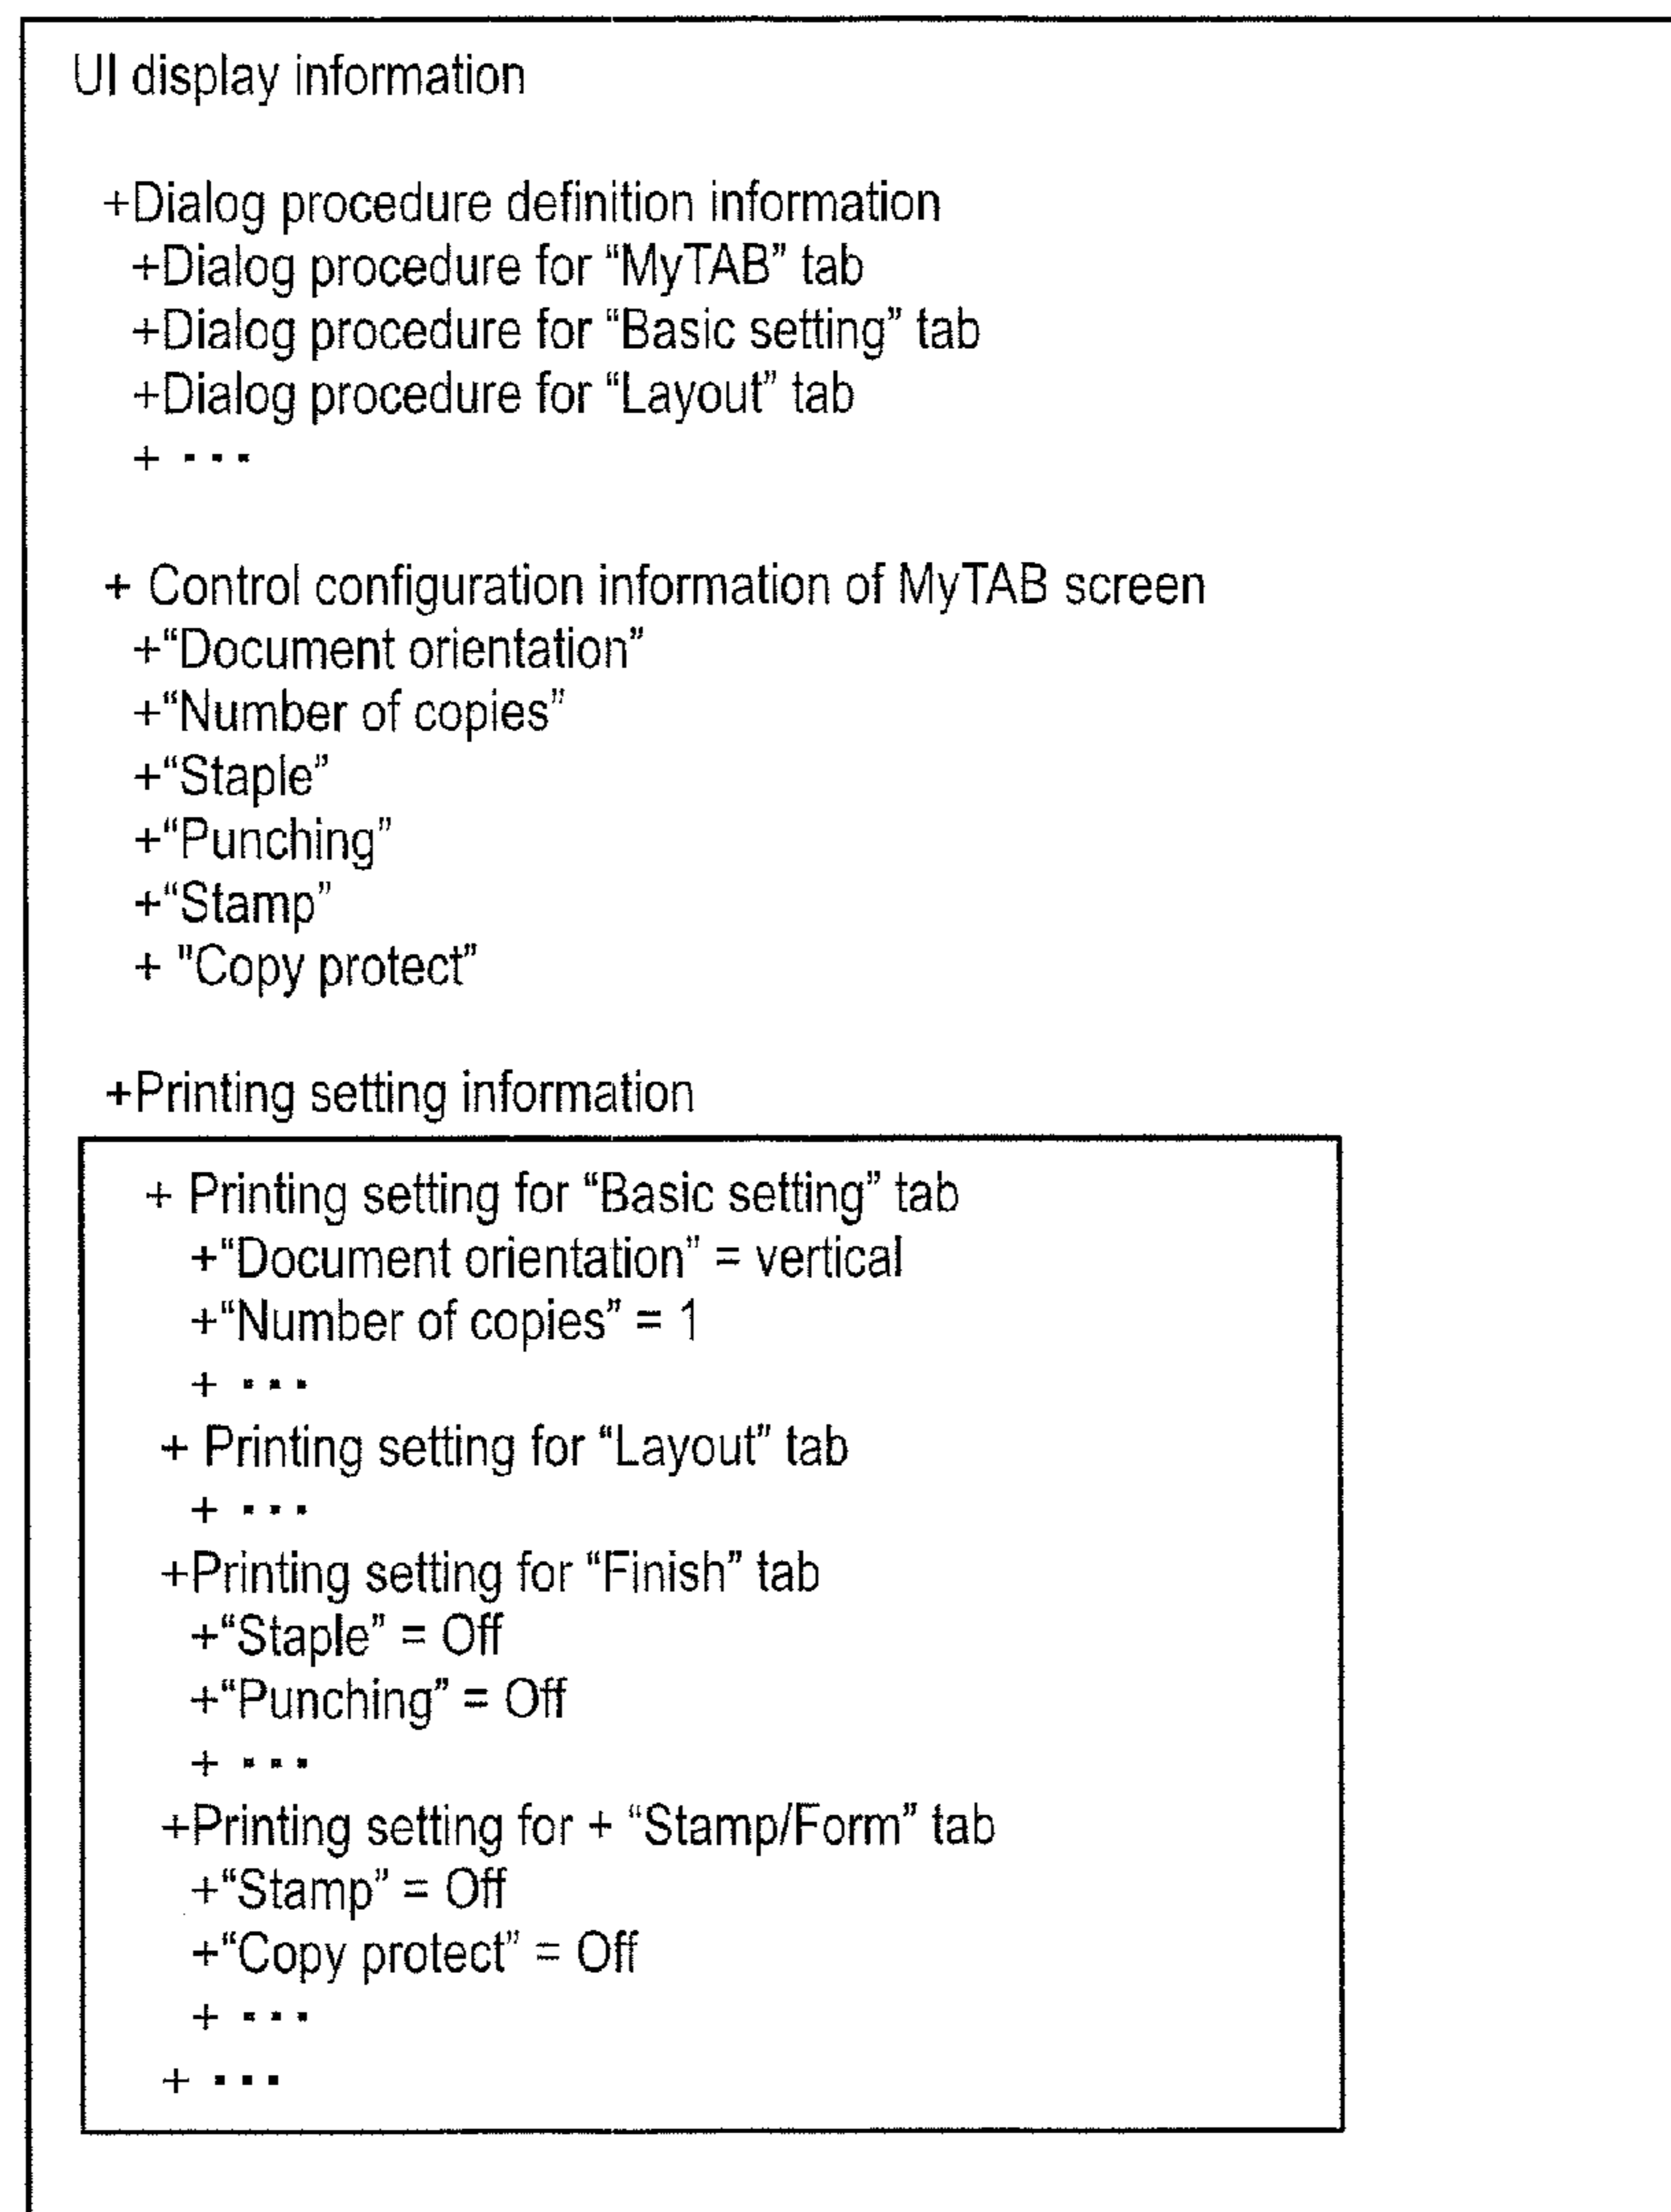 UI display information
+Dialog procedure definition information
+Dialog procedure for “MyTAB” tab
+Dialog procedure for “Basic setting” tab
+Dialog procedure for “Layout” tab
+ ···
+ Control configuration information of MyTAB screen
+“Document orientation”
+“Number of copies”
+“Staple”
+“Punching”
+“Stamp”
+ "Copy protect”
+Printing setting information
+ Printing setting for “Basic setting” tab
+“Document orientation” = vertical
+“Number of copies” = 1
+ ···
+ Printing setting for “Layout” tab
+ ···
+Printing setting for “Finish” tab
+“Staple” = Off
+“Punching” = Off
+ ···
+Printing setting for + “Stamp/Form” tab
+“Stamp” = Off
+“Copy protect” = Off
+ ···
+ ···